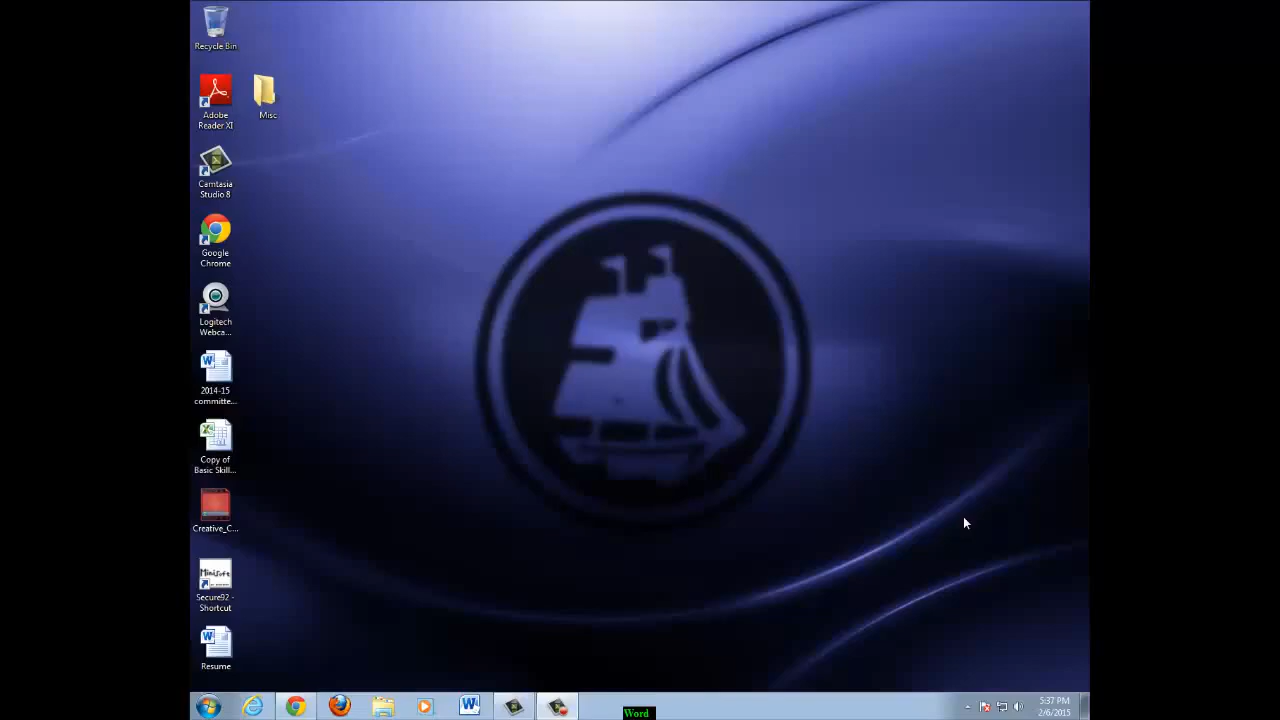 Recycle Bin
Adobe
Reader XI
Misc
Camtasia
Studio 8
Google
Chrome
Logitech
Webca...
2014-15
committe...
Copy of
Basic Skill...
Creative_C...
Minisoft
Secure92 -
Shortcut
Resume
Word
5:37 PM
2/6/2015